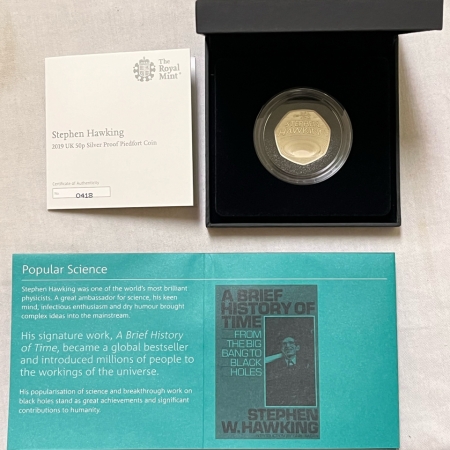 The
Royal
Mint®
Stephen Hawking
2019 UK 50p Silver Proof Piedfort Coin
Certificate of Authenticity
No. 0418
Popular Science
Stephen Hawking was one of the world's most brilliant
physicists. A great ambassador for science, his keen
mind, infectious enthusiasm and dry humour brought
complex ideas into the mainstream.
His signature work, A Brief History
of Time, became a global bestseller
and introduced millions of people to
the workings of the universe.
His popularisation of science and breakthrough work on
black holes stand as great achievements and significant
contributions to humanity.
A BRIEF
HISTORY OF
TIME
FROM THE BIG
BANG TO
BLACK
HOLES
STEPHEN
W. HAWKING